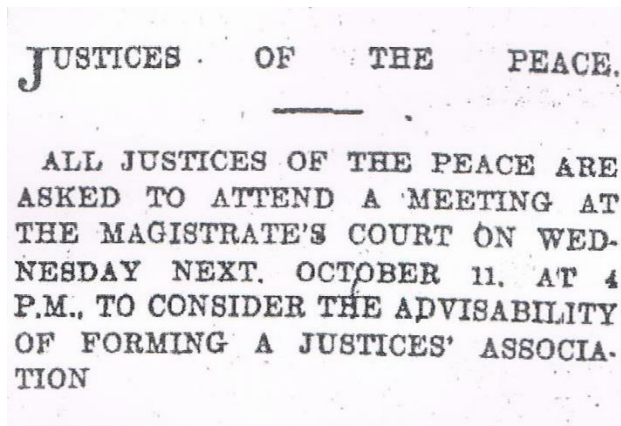 JUSTICES OF THE PEACE.
ALL JUSTICES OF THE PEACE ARE
ASKED TO ATTEND A MEETING AT
THE MAGISTRATE'S COURT ON WED-
NESDAY NEXT, OCTOBER 11, AT 4
P.M., TO CONSIDER THE ADVISABILITY
OF FORMING A JUSTICES' ASSOCIA-
TION